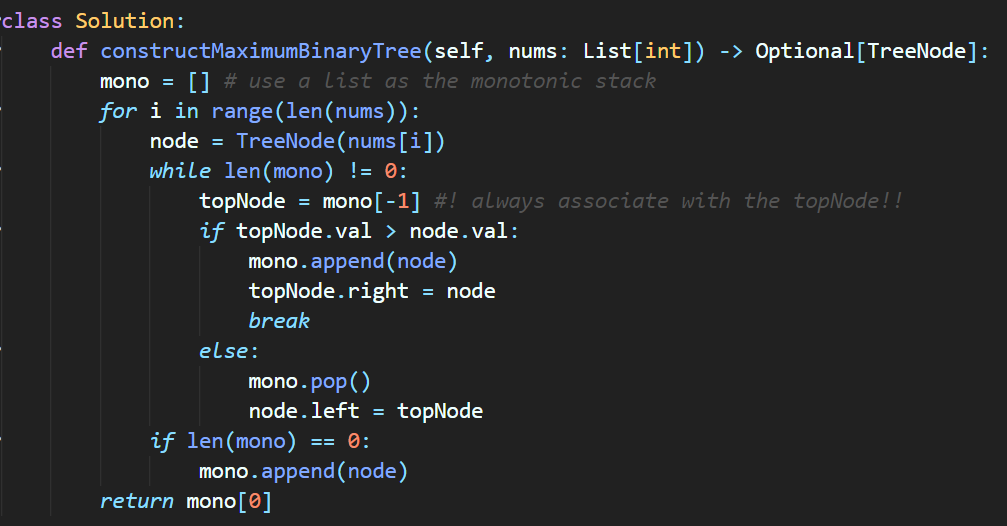 class Solution:
    def constructMaximumBinaryTree(self, nums: List[int]) -> Optional[TreeNode]:
        mono = [] # use a list as the monotonic stack
        for i in range(len(nums)):
            node = TreeNode(nums[i])
            while len(mono) != 0:
                topNode = mono[-1] #! always associate with the topNode!!
                if topNode.val > node.val:
                    mono.append(node)
                    topNode.right = node
                    break
                else:
                    mono.pop()
                    node.left = topNode
            if len(mono) == 0:
                mono.append(node)
        return mono[0]